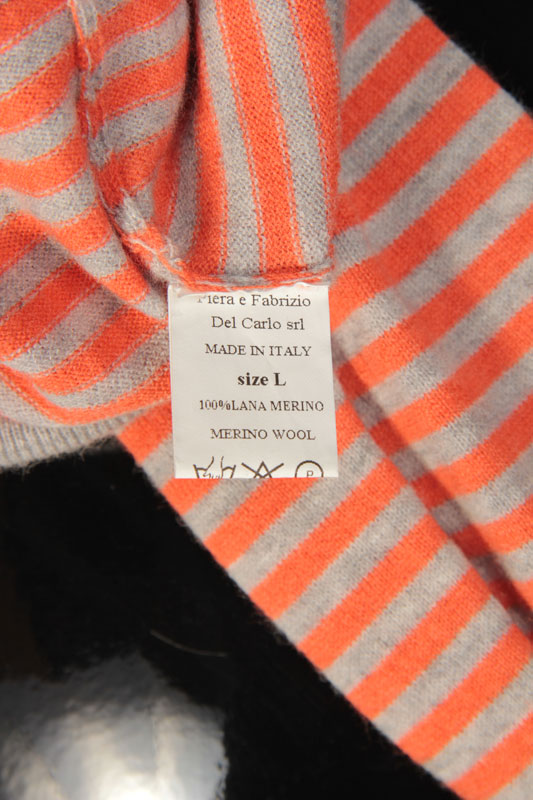 Piera e Fabrizio
Del Carlo srl
MADE IN ITALY
size L
100%LANA MERINO
MERINO WOOL
P